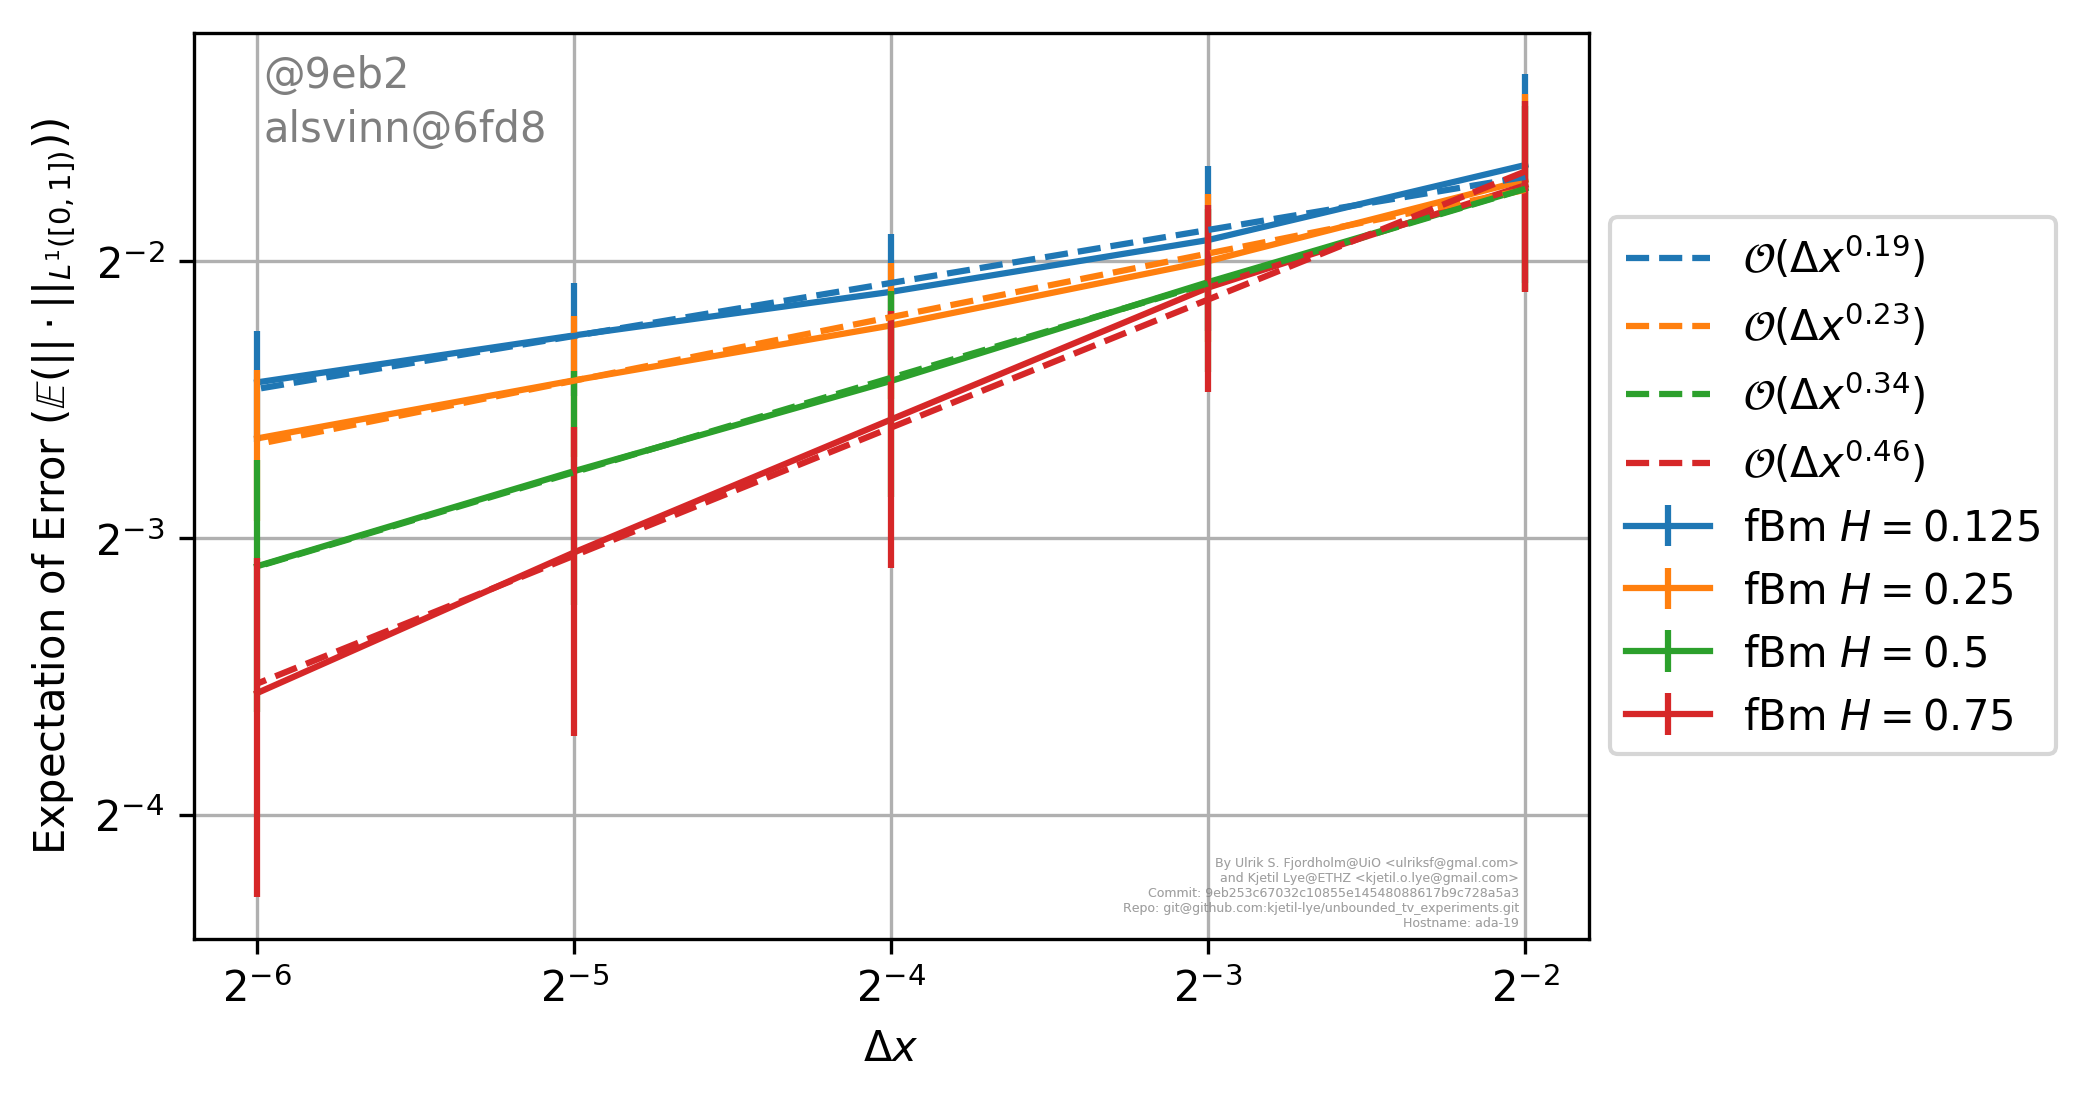 @9eb2
alsvinn@6fd8
Expectation of Error (𝔼(||·||_{L¹([0,1])}))
2⁻²
2⁻³
2⁻⁴
By Ulrik S. Fjordholm@UiO <ulriksf@gmal.com>
and Kjetil Lye@ETHZ <kjetil.o.lye@gmail.com>
Commit: 9eb253c67032c10855e14548088617b9c728a5a3
Repo: git@github.com:kjetil-lye/unbounded_tv_experiments.git
Hostname: ada-19
2⁻⁶ 2⁻⁵ 2⁻⁴ 2⁻³ 2⁻²
Δx
𝒪(Δx^{0.19})
𝒪(Δx^{0.23})
𝒪(Δx^{0.34})
𝒪(Δx^{0.46})
fBm H = 0.125
fBm H = 0.25
fBm H = 0.5
fBm H = 0.75